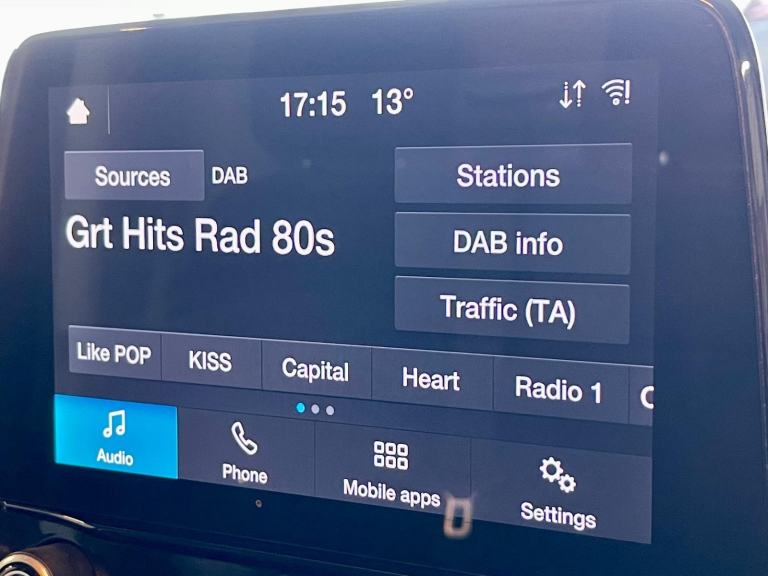 17:15 13°
Sources DAB
Stations
Grt Hits Rad 80s
DAB info
Traffic (TA)
Like POP KISS Capital Heart Radio 1
Audio Phone Mobile apps Settings